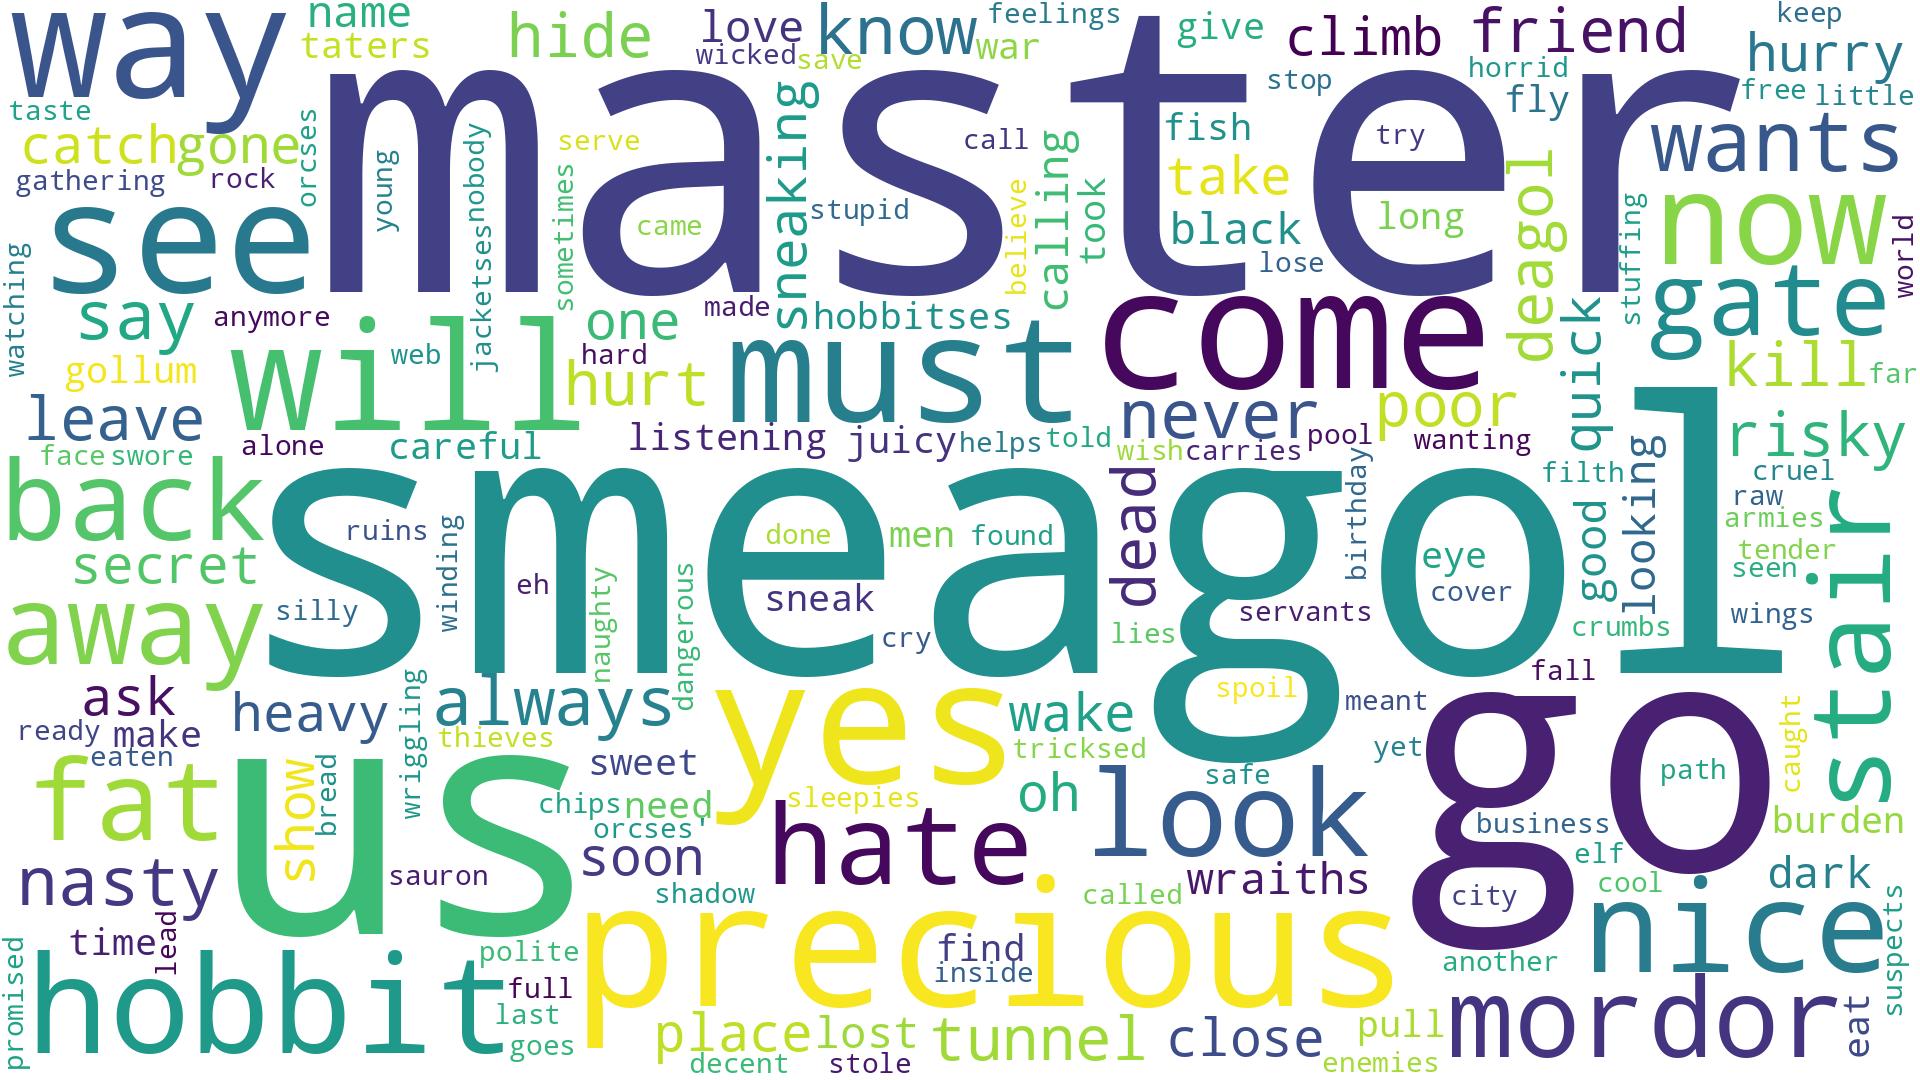 way
name
taters
hide
love
wicked
save
know
feelings
war
give
climb
friend
keep
hurry
master
stop
horrid
fly
free
little
taste
catch
gone
orcses
gathering
rock
young
jacketses
nobody
serve
sometimes
sneaking
call
fish
try
wants
take
deagol
stupid
came
believe
calling
took
black
long
lose
stuffing
now
world
see
watching
say
anymore
made
hobbitses
one
come
quick
gate
gollum
will
web
hard
hurt
must
never
poor
kill
far
leave
alone
careful
listening
juicy
helps
told
wish
carries
pool
wanting
risky
face
swore
back
smeagol
dead
birthday
filth
good
looking
cruel
raw
armies
tender
seen
stair
secret
ruins
winding
eh
done
men
found
eye
cover
naughty
dangerous
sneak
silly
cry
lies
servants
crumbs
wings
away
ask
heavy
wriggling
always
yes
wake
spoil
meant
fall
go
caught
ready
make
eaten
thieves
tricksed
yet
path
fat
us
show
bread
sweet
chips
need
sleepies
oh
safe
look
business
burden
orcses'
soon
hate
elf
nasty
sauron
shadow
called
wraiths
city
cool
dark
nice
suspects
time
lead
precious
polite
find
inside
another
promised
hobbit
full
last
goes
place
lost
tunnel
close
pull
mordor
eat
decent
stole
enemies